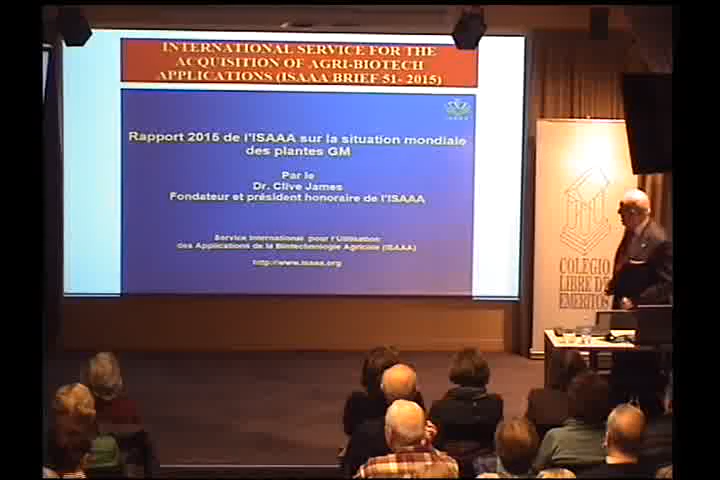 INTERNATIONAL SERVICE FOR THE
ACQUISITION OF AGRI-BIOTECH
APPLICATIONS (ISAAA BRIEF 51- 2015)
Rapport 2015 de l'ISAAA sur la situation mondiale
des plantes GM
Par le
Dr. Clive James
Fondateur et président honoraire de l'ISAAA
Service International pour l'Utilisation
des Applications de la Biotechnologie Agricole (ISAAA)
http://www.isaaa.org
COLEGIO
LIBRE DE
EMERITOS